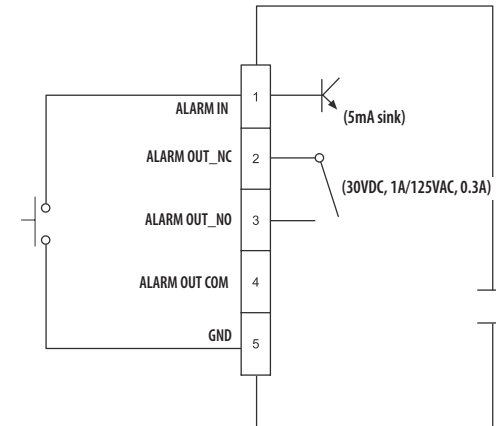 ALARM IN
1
(5mA sink)
ALARM OUT_NC
2
(30VDC, 1A/125VAC, 0.3A)
ALARM OUT_NO
3
ALARM OUT COM
4
GND
5